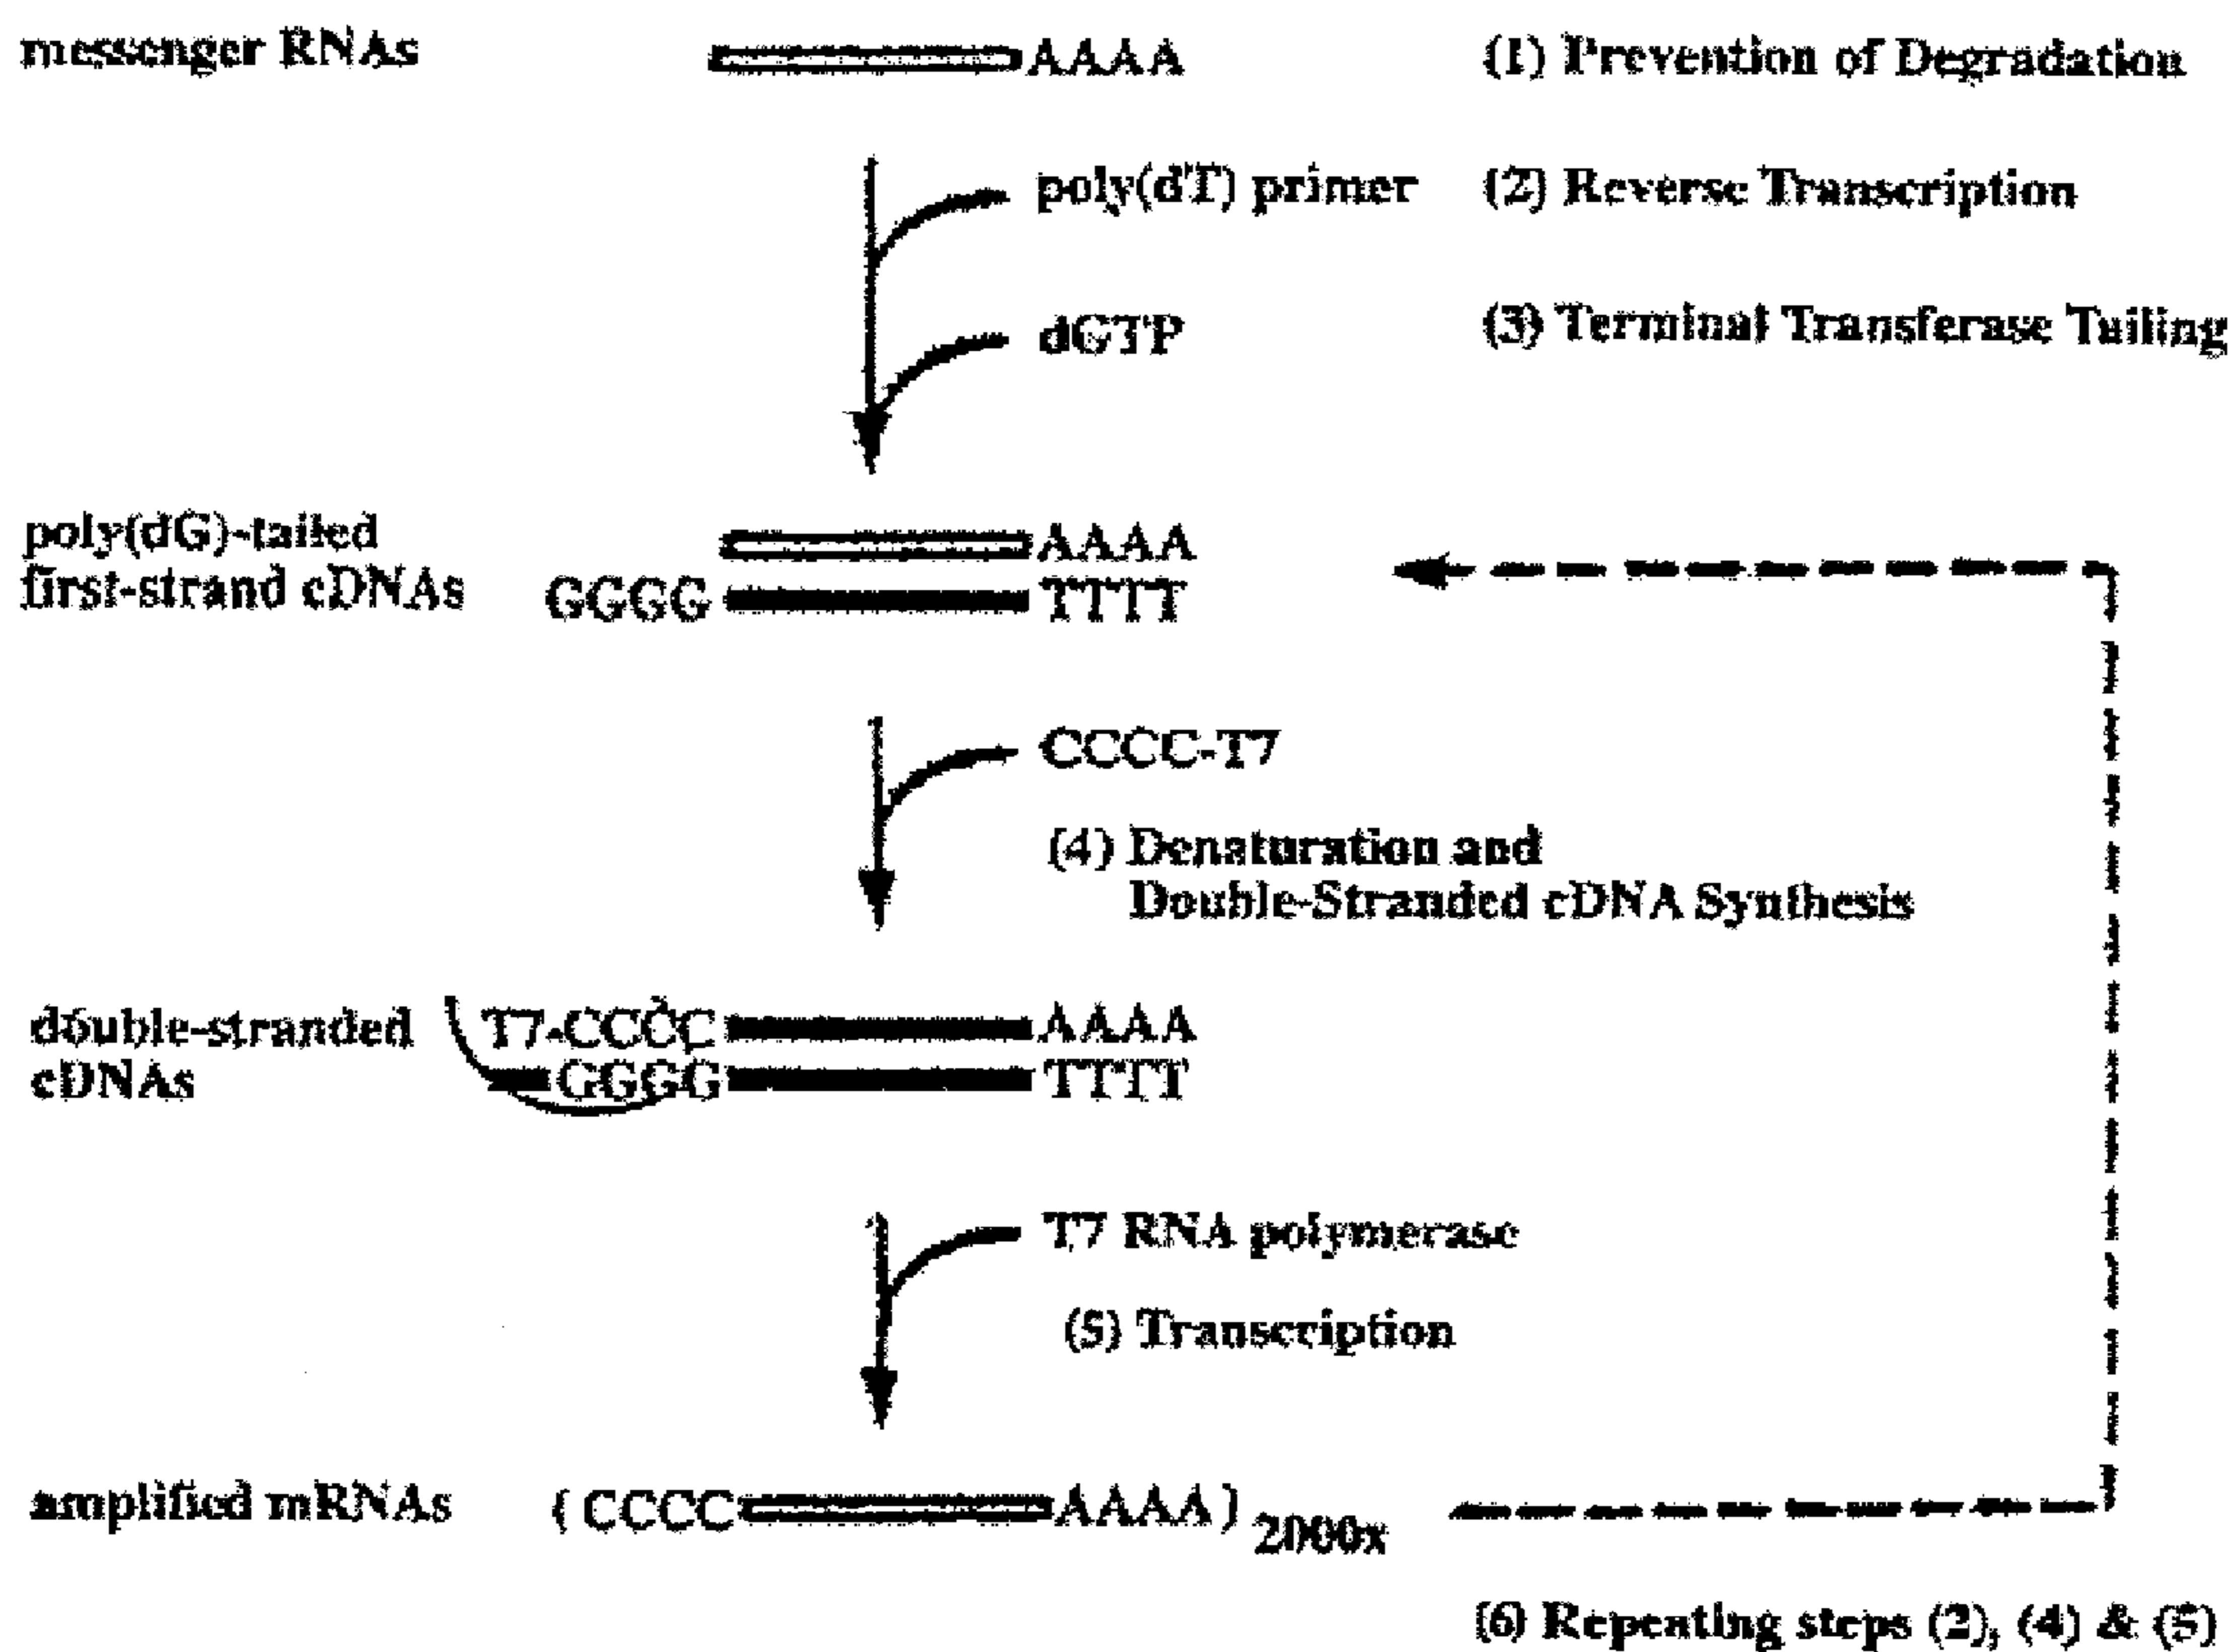 messenger RNAs AAAA (1) Prevention of Degradation
poly(dT) primer (2) Reverse Transcription
dGTP (3) Terminal Transferase Tailing
poly(dG)-tailed AAAA
first-strand cDNAs GGGG TTTT
CCCC-T7
(4) Denaturation and
Double-Stranded cDNA Synthesis
double-stranded T7-CCCC AAAA
cDNAs GGGG TTTT
T7 RNA polymerase
(5) Transcription
amplified mRNAs (CCCC AAAA) 2000x
(6) Repeating steps (2), (4) & (5)